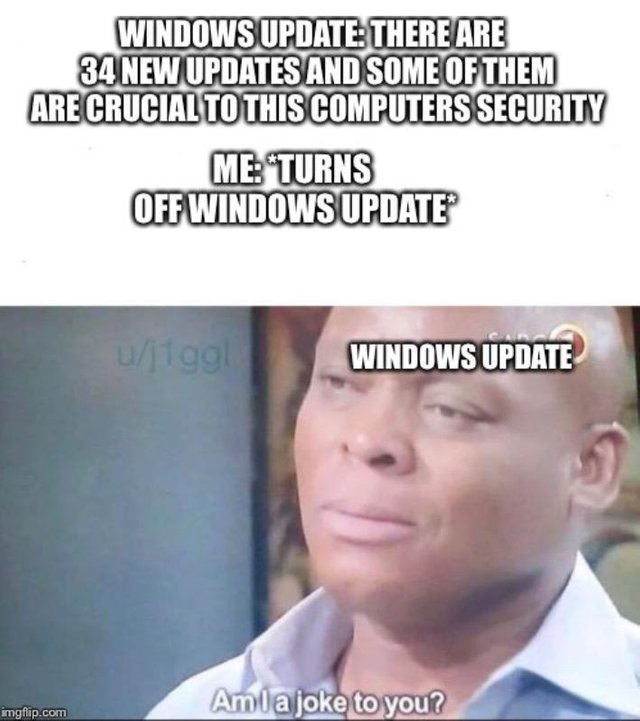 WINDOWS UPDATE: THERE ARE
34 NEW UPDATES AND SOME OF THEM
ARE CRUCIAL TO THIS COMPUTERS SECURITY
ME: *TURNS
OFF WINDOWS UPDATE*
u/j1ggl
WINDOWS UPDATE
Am I a joke to you?
imgflip.com